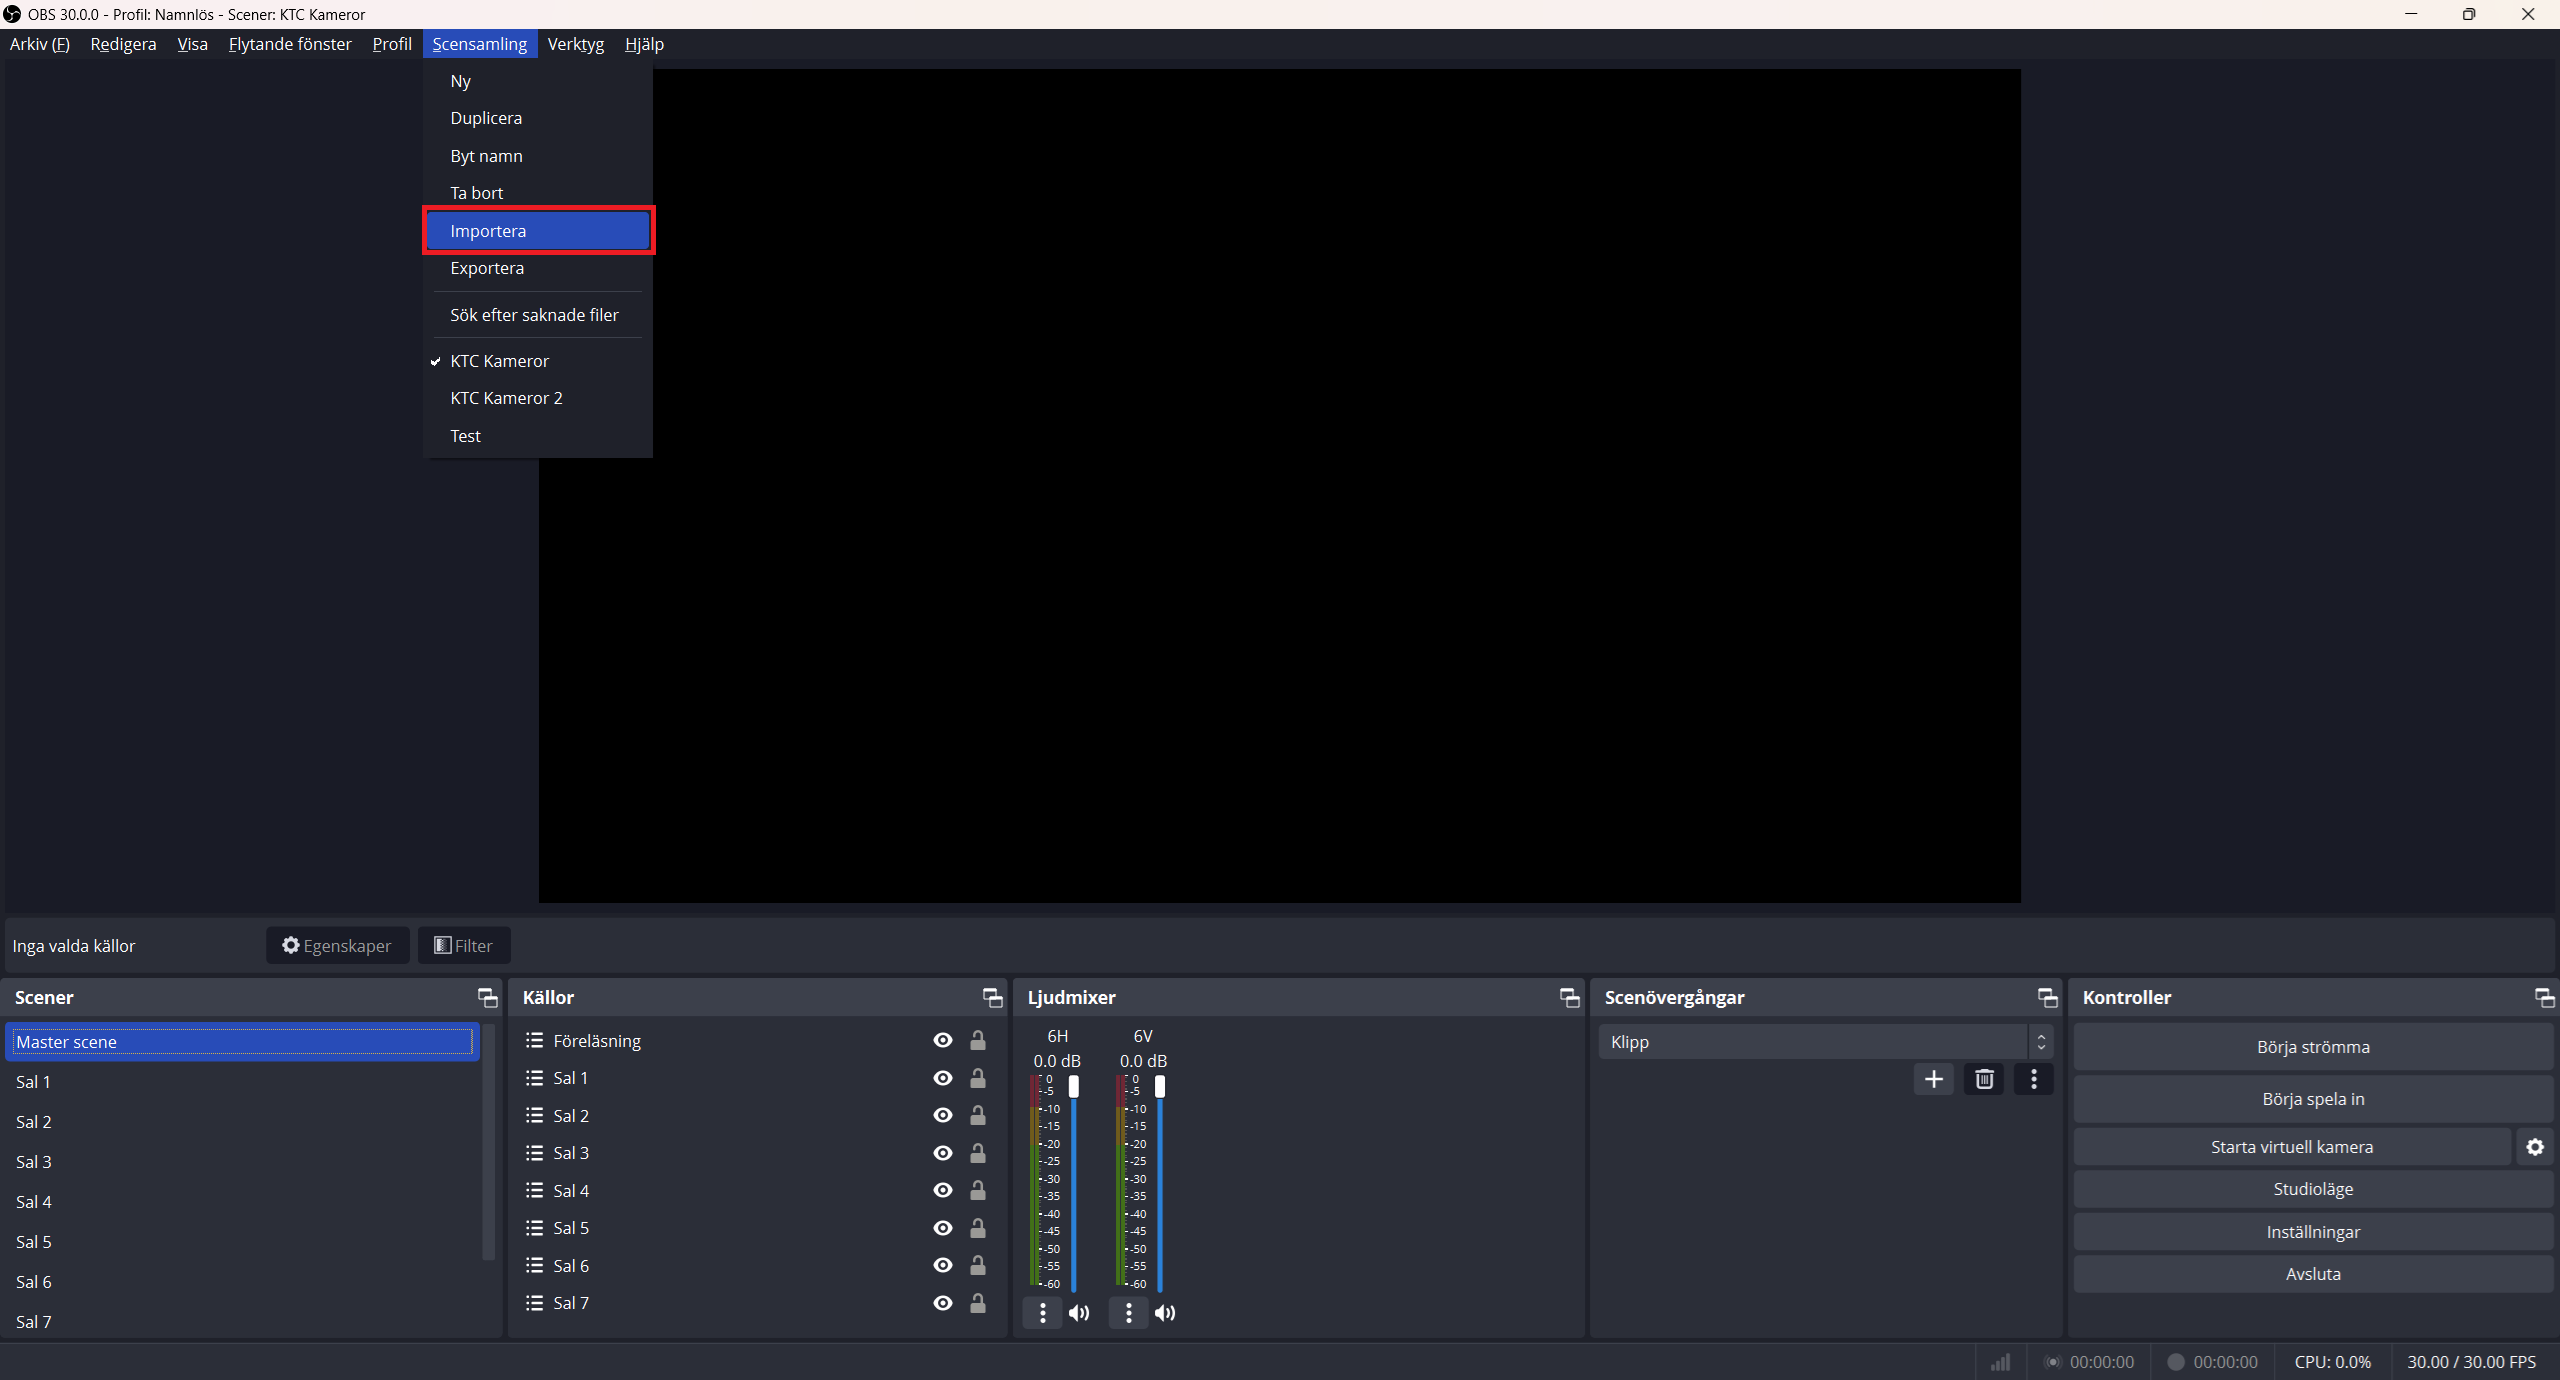 OBS 30.0.0 - Profil: Namnlös - Scener: KTC Kameror
Arkiv (F) Redigera Visa Flytande fönster Profil Scensamling Verktyg Hjälp
Ny
Duplicera
Byt namn
Ta bort
Importera
Exportera
Sök efter saknade filer
KTC Kameror
KTC Kameror 2
Test
Inga valda källor Egenskaper Filter
Scener
Master scene
Sal 1
Sal 2
Sal 3
Sal 4
Sal 5
Sal 6
Sal 7
Källor
Föreläsning
Sal 1
Sal 2
Sal 3
Sal 4
Sal 5
Sal 6
Sal 7
Ljudmixer
6H 6V
0.0 dB 0.0 dB
0 0
-5 -5
-10 -10
-15 -15
-20 -20
-25 -25
-30 -30
-35 -35
-40 -40
-45 -45
-50 -50
-55 -55
-60 -60
Scenövergångar
Klipp
Kontroller
Börja strömma
Börja spela in
Starta virtuell kamera
Studioläge
Inställningar
Avsluta
00:00:00 00:00:00 CPU: 0.0% 30.00 / 30.00 FPS